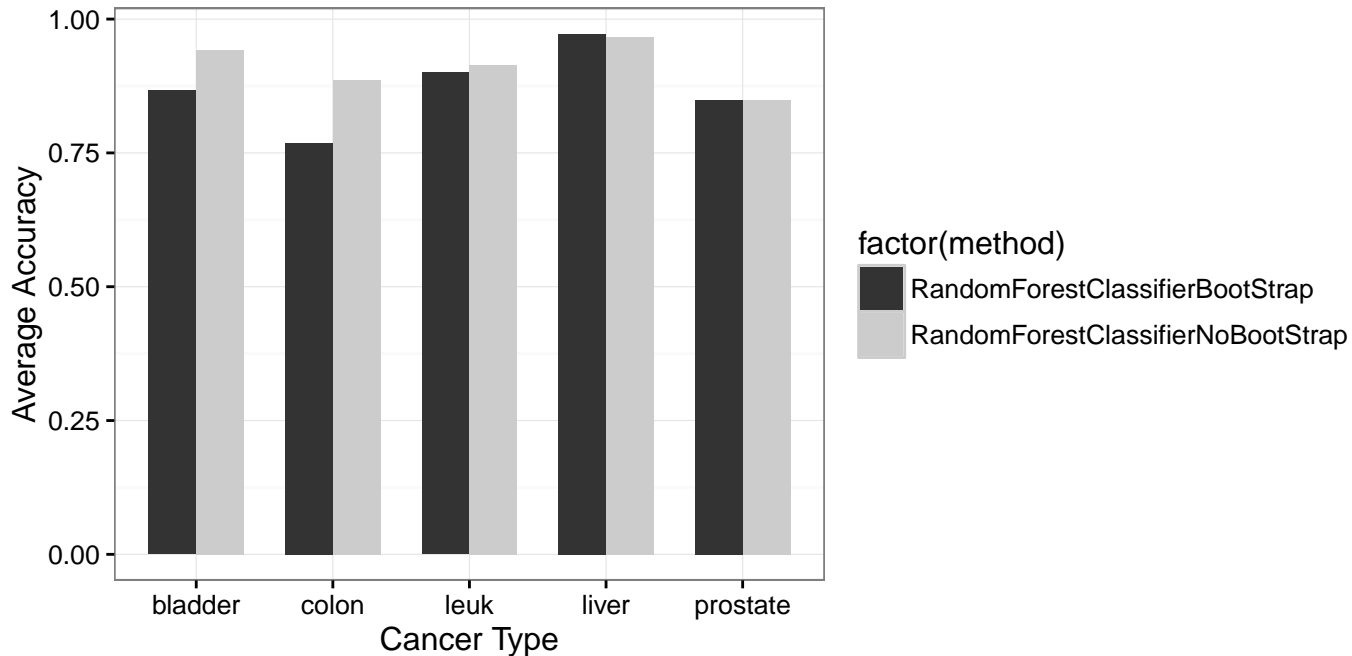 1.00
0.75
0.50
0.25
0.00
Average Accuracy
bladder colon leuk liver prostate
Cancer Type
factor(method)
RandomForestClassifierBootStrap
RandomForestClassifierNoBootStrap